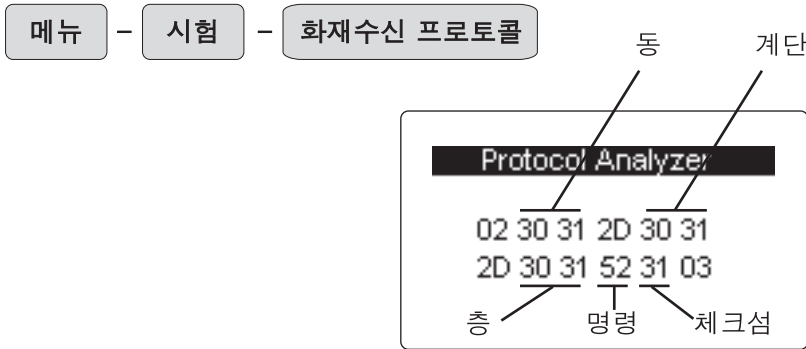 메뉴 – 시험 – 화재수신 프로토콜
동 계단
Protocol Analyzer
02 30 31 2D 30 31
2D 30 31 52 31 03
층 명령 체크섬